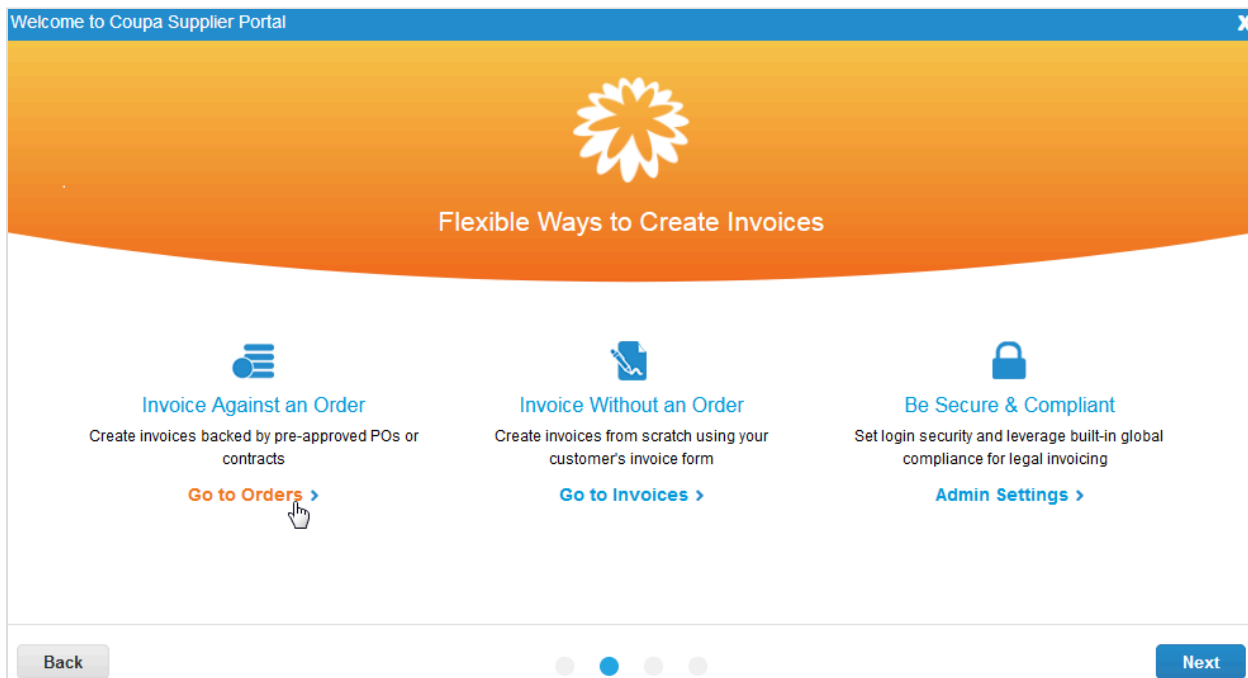 Welcome to Coupa Supplier Portal
X
Flexible Ways to Create Invoices
Invoice Against an Order
Create invoices backed by pre-approved POs or
contracts
Go to Orders >
Invoice Without an Order
Create invoices from scratch using your
customer's invoice form
Go to Invoices >
Be Secure & Compliant
Set login security and leverage built-in global
compliance for legal invoicing
Admin Settings >
Back
Next